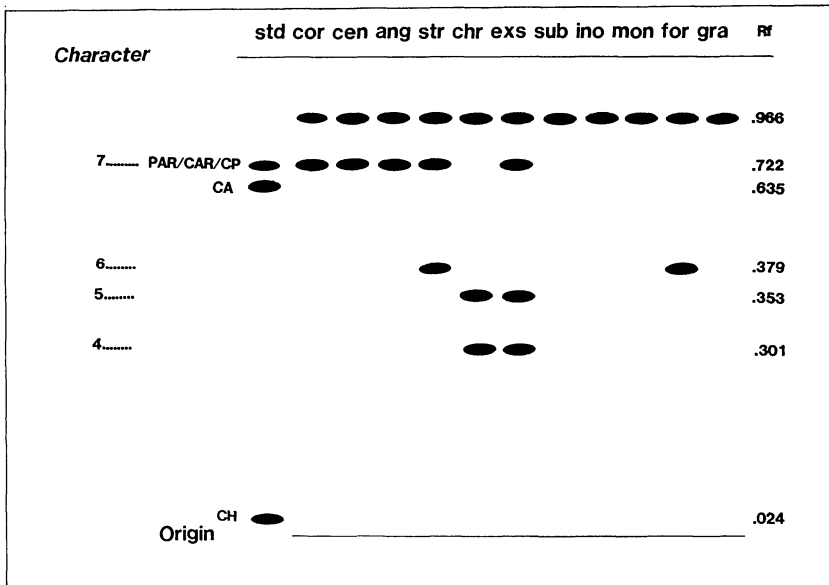 std cor cen ang str chr exs sub ino mon for gra Rf
Character
.966
7......... PAR/CAR/CP .722
CA .635
6........ .379
5........ .353
4........ .301
CH .024
Origin